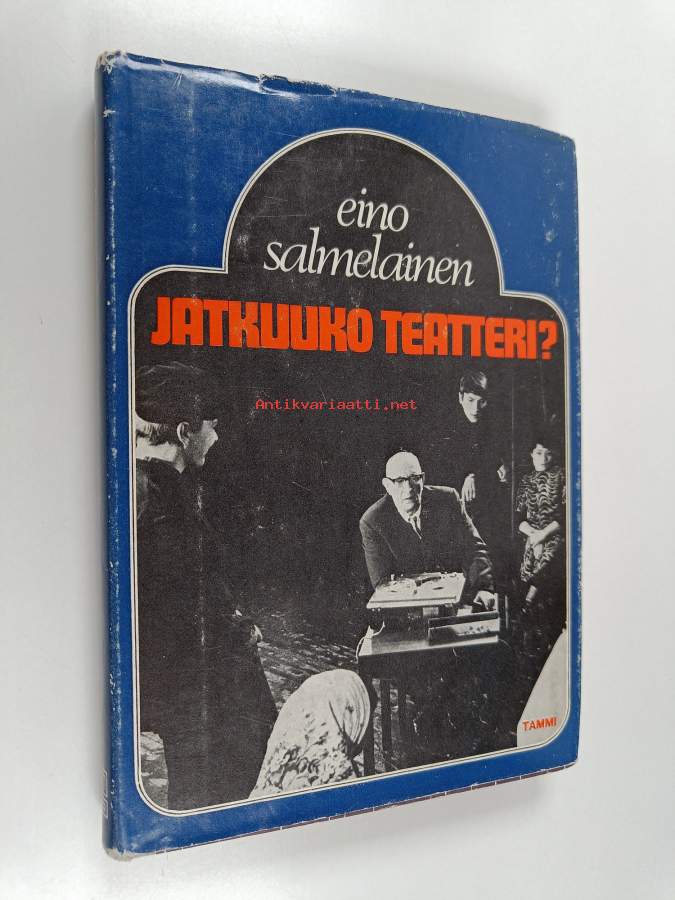 eino
salmelainen
JATKUUKO TEATTERI?
Antikvariaatti.net
TAMMI